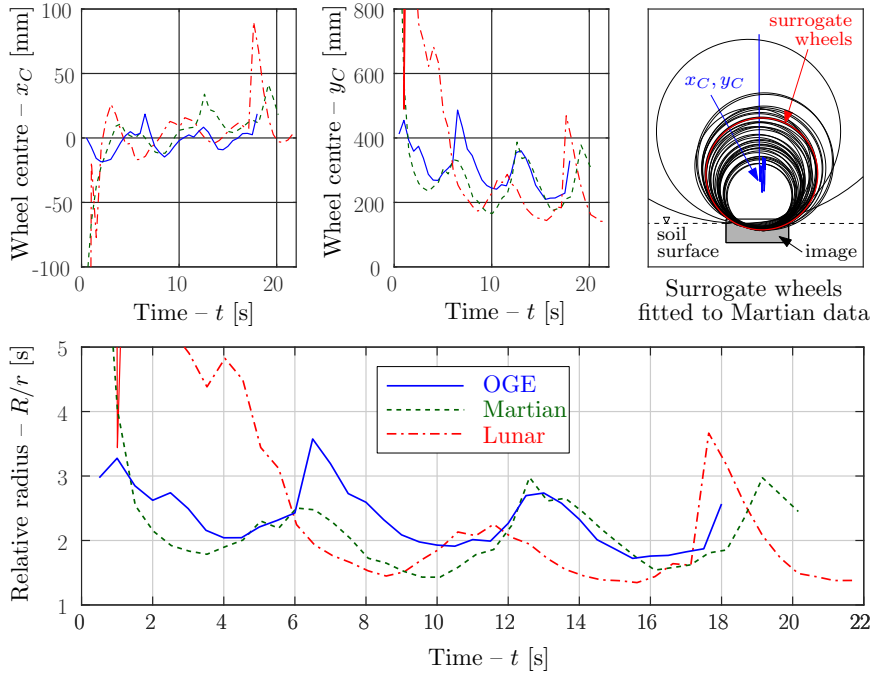 Wheel centre – x_C [mm]
100
50
0
-50
-100
0
10
20
Time – t [s]
Wheel centre – y_C [mm]
800
600
400
200
0
0
10
20
Time – t [s]
surrogate
wheels
x_C, y_C
soil
surface
image
Surrogate wheels
fitted to Martian data
Relative radius – R/r [s]
5
4
3
2
1
OGE
Martian
Lunar
0
2
4
6
8
10
12
14
16
18
20
22
Time – t [s]